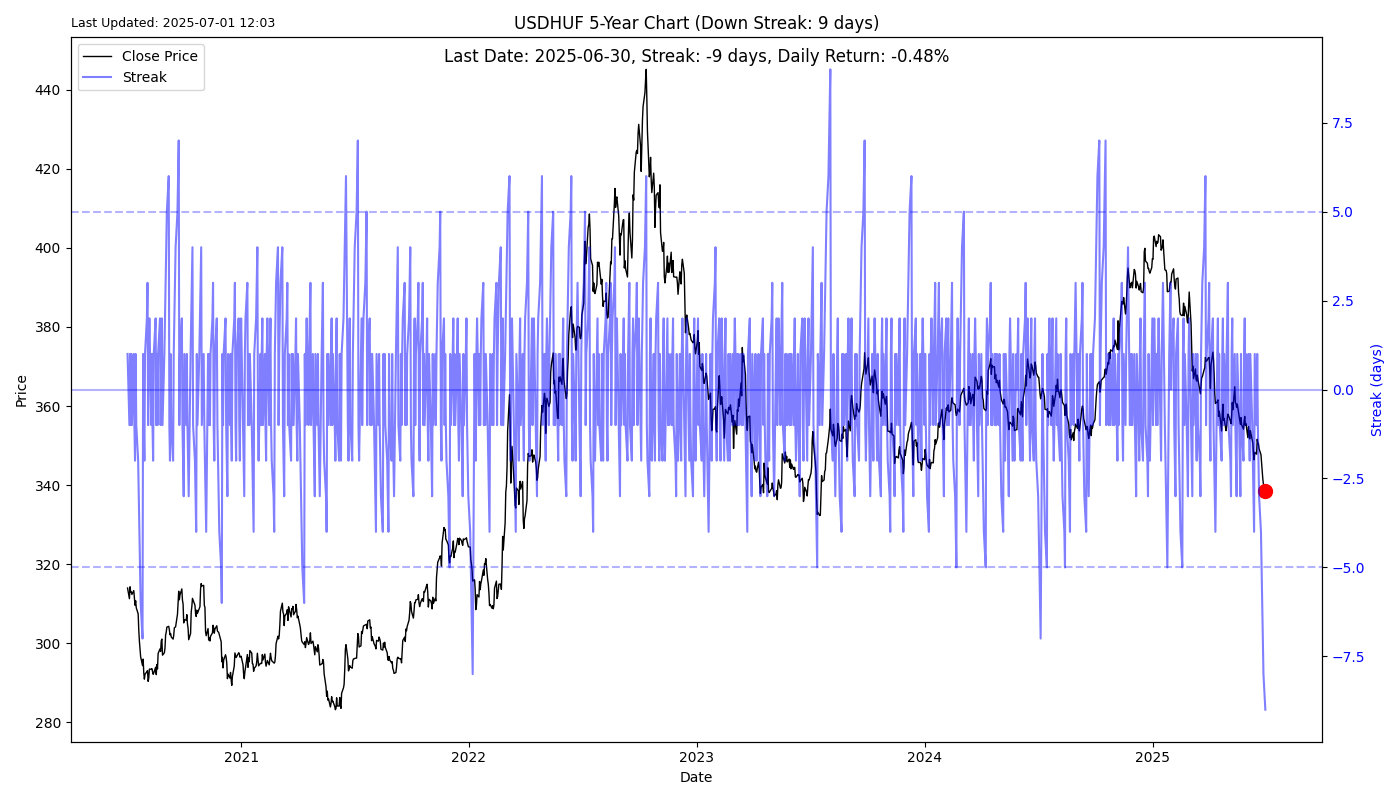 Last Updated: 2025-07-01 12:03
USDHUF 5-Year Chart (Down Streak: 9 days)
Last Date: 2025-06-30, Streak: -9 days, Daily Return: -0.48%
Close Price
Streak
Price
440
420
400
380
360
340
320
300
280
7.5
5.0
2.5
0.0
−2.5
−5.0
−7.5
Streak (days)
2021
2022
2023
2024
2025
Date